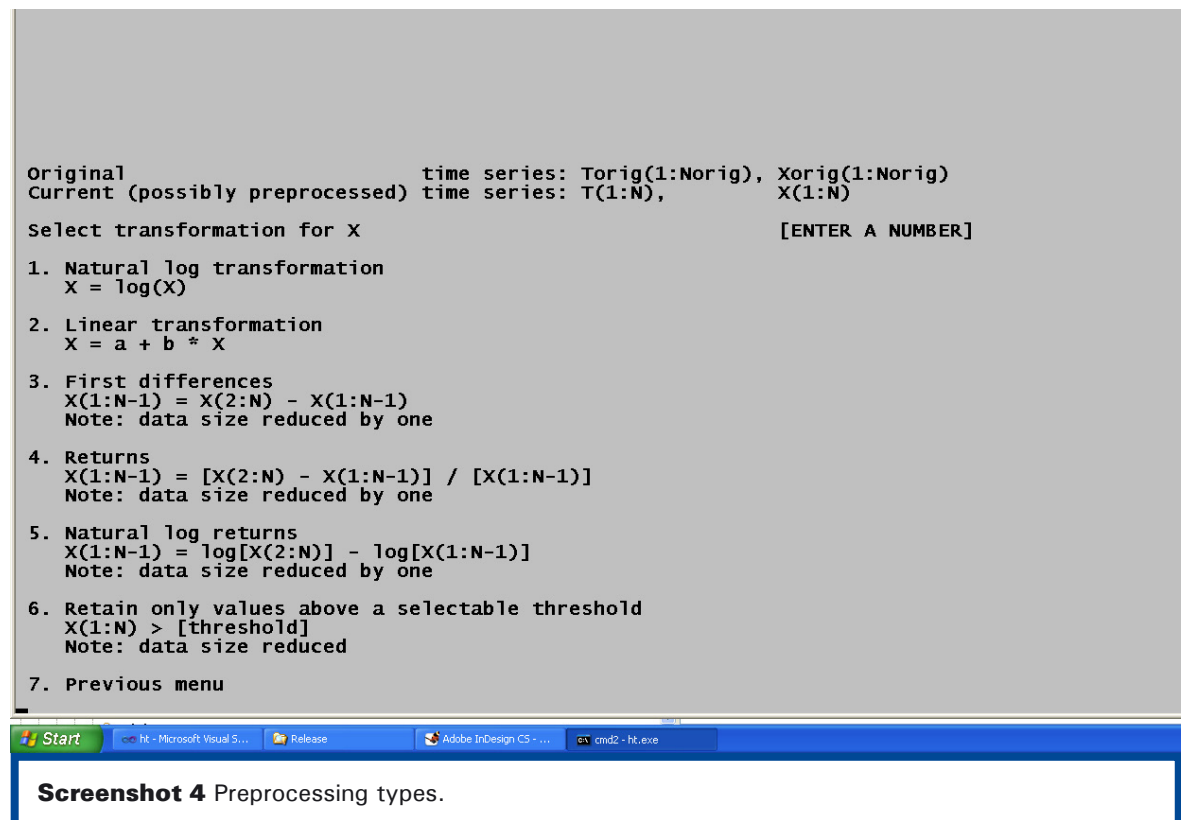 Original time series: Torig(1:Norig), Xorig(1:Norig)
Current (possibly preprocessed) time series: T(1:N), X(1:N)
Select transformation for X [ENTER A NUMBER]
1. Natural log transformation
X = log(X)
2. Linear transformation
X = a + b * X
3. First differences
X(1:N-1) = X(2:N) - X(1:N-1)
Note: data size reduced by one
4. Returns
X(1:N-1) = [X(2:N) - X(1:N-1)] / [X(1:N-1)]
Note: data size reduced by one
5. Natural log returns
X(1:N-1) = log[X(2:N)] - log[X(1:N-1)]
Note: data size reduced by one
6. Retain only values above a selectable threshold
X(1:N) > [threshold]
Note: data size reduced
7. Previous menu
Start ht - Microsoft Visual S... Release Adobe InDesign CS - ... cmd2 - ht.exe
Screenshot 4 Preprocessing types.